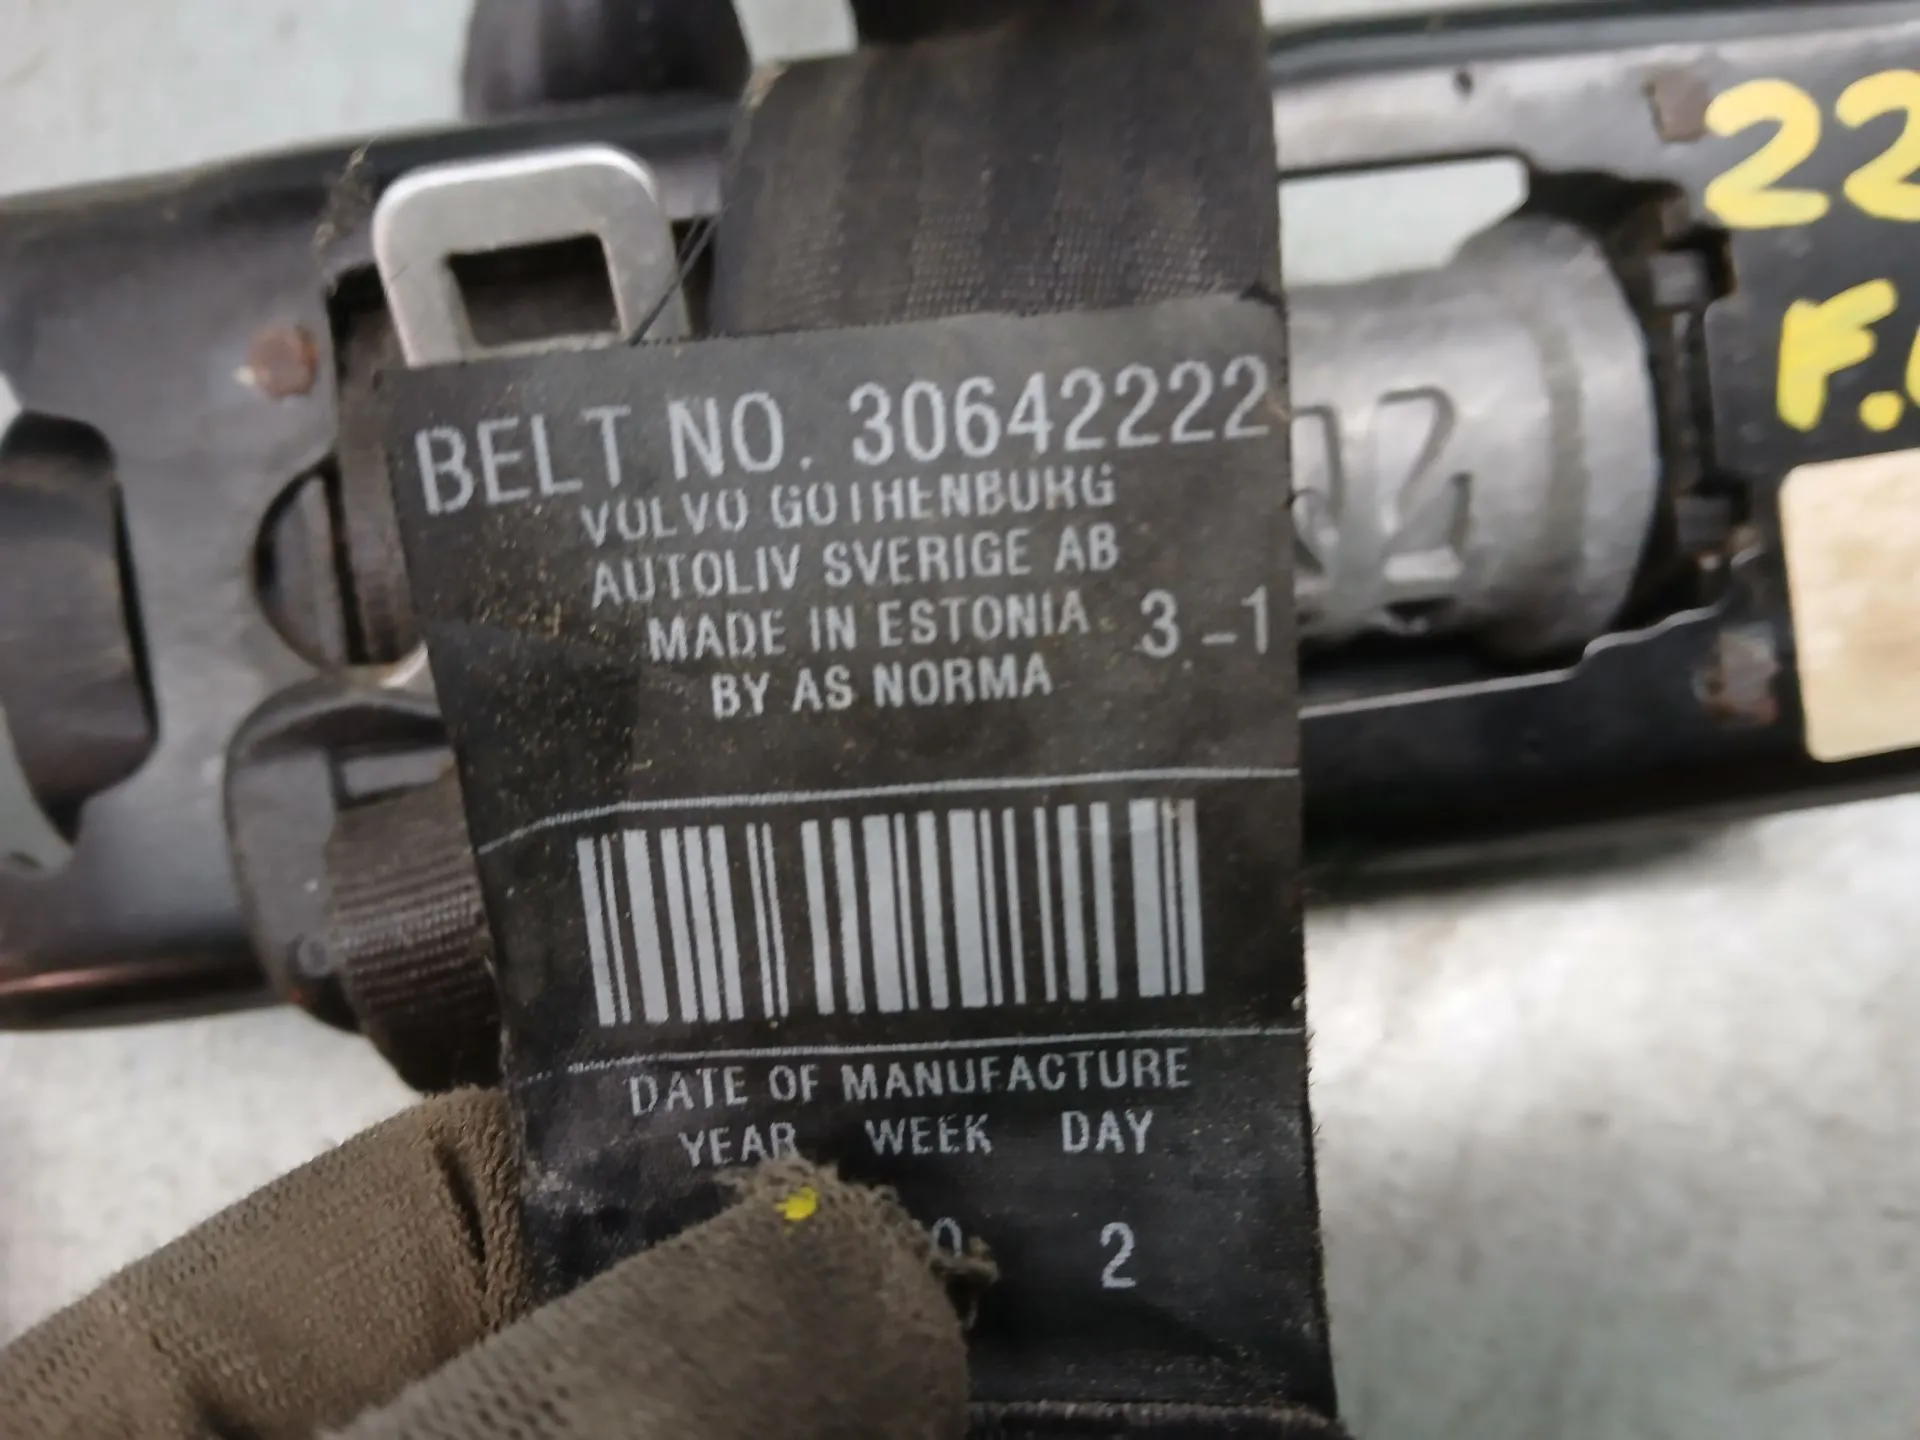 BELT NO. 30642222
VOLVO GOTHENBURG
AUTOLIV SVERIGE AB
MADE IN ESTONIA 3-1
BY AS NORMA
DATE OF MANUFACTURE
YEAR WEEK DAY
2
22
F.